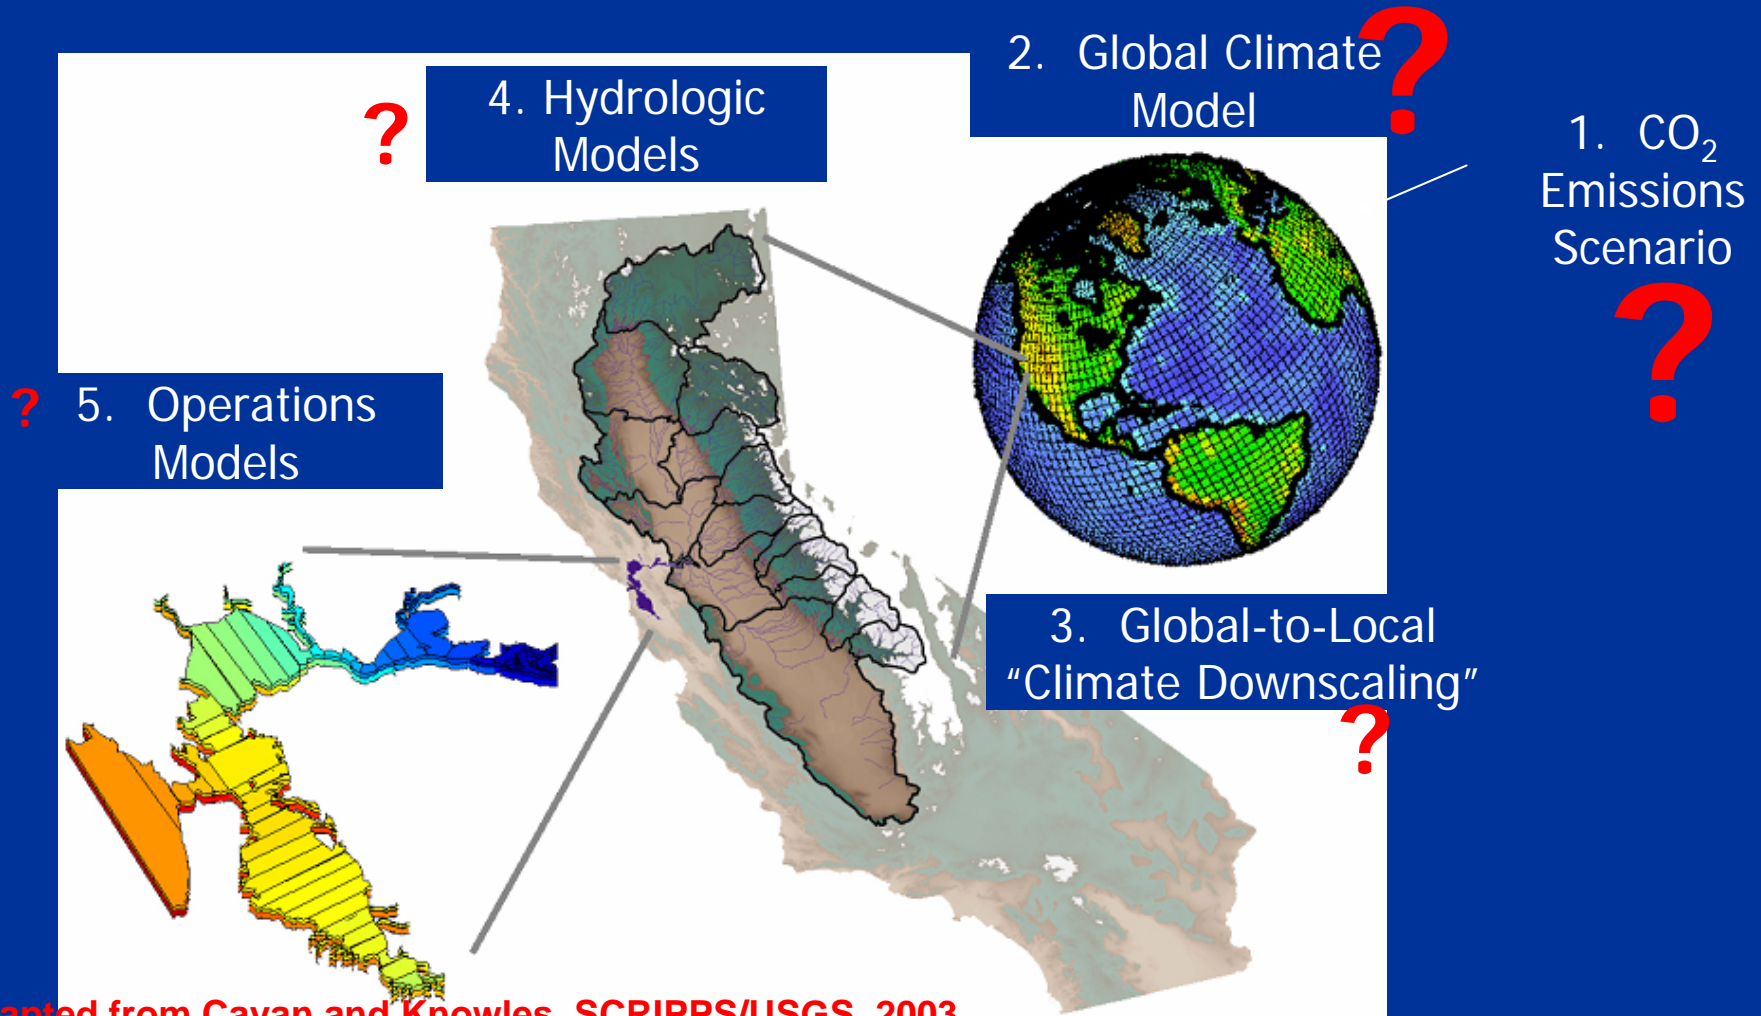 2. Global Climate
Model
?
1. CO₂
Emissions
Scenario
?
?
4. Hydrologic
Models
?
5. Operations
Models
3. Global-to-Local
“Climate Downscaling”
?
from Cavan and Knowles, SCRIPPS/USGS, 2003